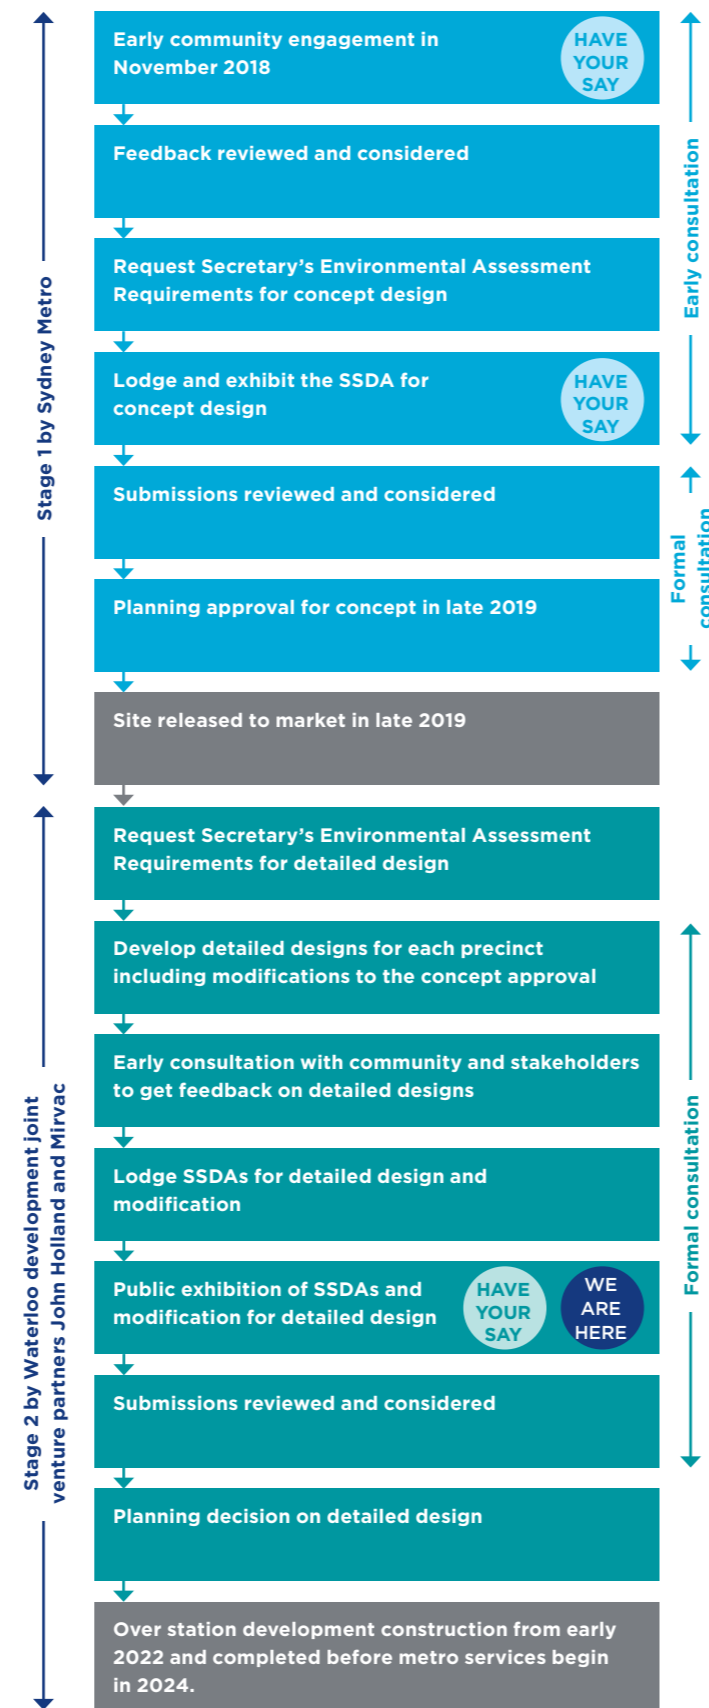 Early community engagement in
November 2018
HAVE
YOUR
SAY
Feedback reviewed and considered
Request Secretary's Environmental Assessment
Requirements for concept design
Lodge and exhibit the SSDA for
concept design
HAVE
YOUR
SAY
Early consultation
Submissions reviewed and considered
Planning approval for concept in late 2019
Formal
consultation
Site released to market in late 2019
Stage 1 by Sydney Metro
Request Secretary's Environmental Assessment
Requirements for detailed design
Develop detailed designs for each precinct
including modifications to the concept approval
Early consultation with community and stakeholders
to get feedback on detailed designs
Lodge SSDAs for detailed design and
modification
Public exhibition of SSDAs and
modification for detailed design
HAVE
YOUR
SAY
WE
ARE
HERE
Submissions reviewed and considered
Formal consultation
Planning decision on detailed design
Over station development construction from early
2022 and completed before metro services begin
in 2024.
Stage 2 by Waterloo development joint
venture partners John Holland and Mirvac